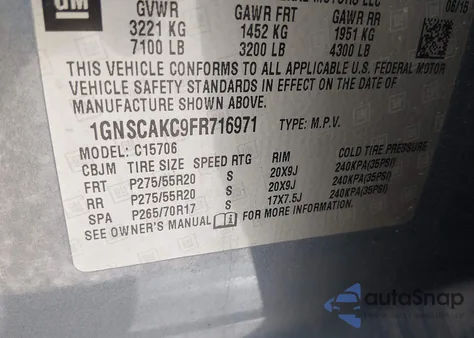 GM
MOTORS LLC
06/15
GVWR GAWR FRT GAWR RR
3221 KG 1452 KG 1951 KG
7100 LB 3200 LB 4300 LB
THIS VEHICLE CONFORMS TO ALL APPLICABLE U.S. FEDERAL MOTOR
VEHICLE SAFETY STANDARDS IN EFFECT ON THE DATE OF
MANUFACTURE SHOWN ABOVE.
1GNSCAKC9FR716971 TYPE: M.P.V.
MODEL: C15706
CBJM TIRE SIZE SPEED RTG RIM COLD TIRE PRESSURE
FRT P275/55R20 S 20X9J 240KPA(35PSI)
RR P275/55R20 S 20X9J 240KPA(35PSI)
SPA P265/70R17 S 17X7.5J 240KPA(35PSI)
SEE OWNER'S MANUAL FOR MORE INFORMATION.
autoSnap